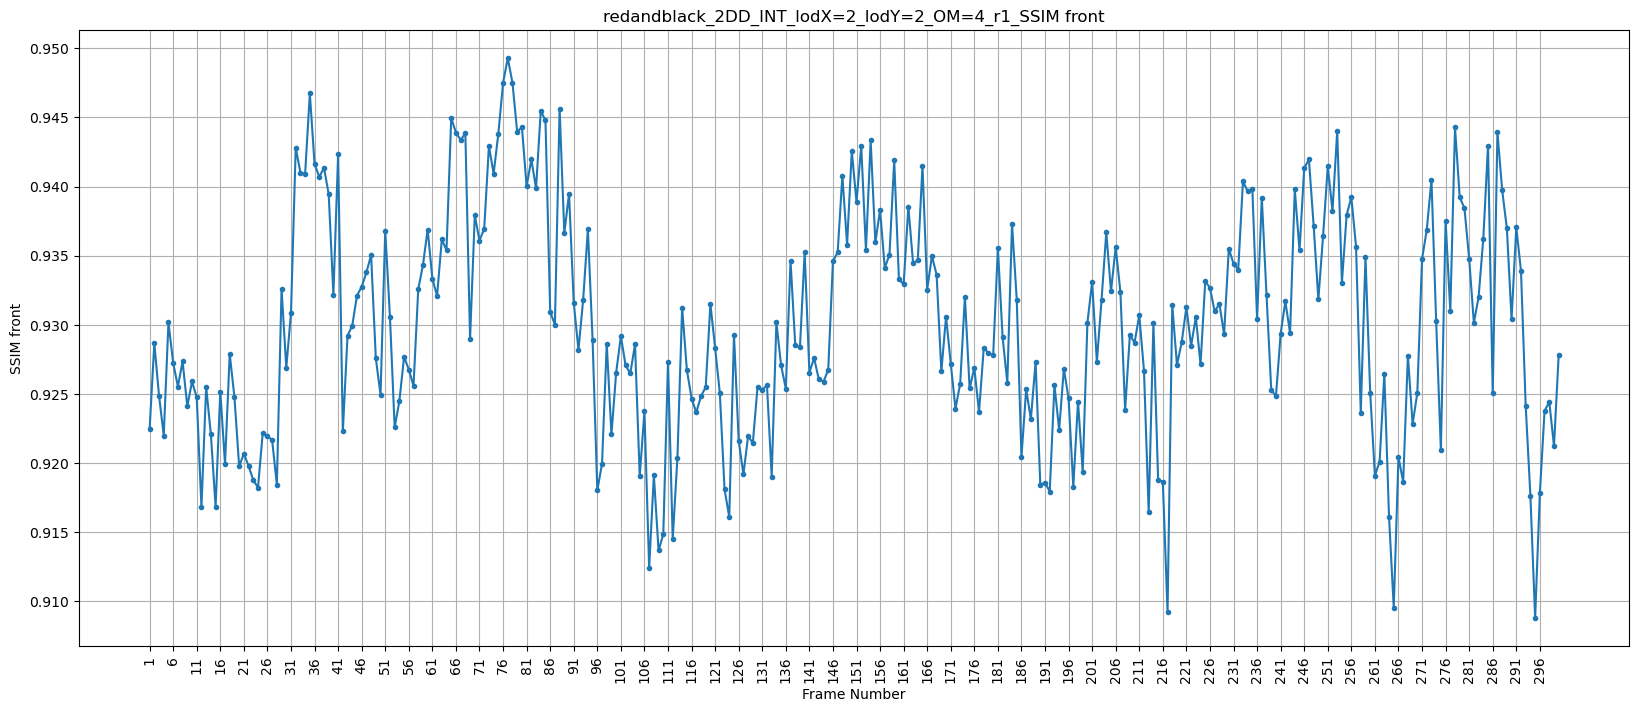 redandblack_2DD_INT_lodX=2_lodY=2_OM=4_r1_SSIM front
SSIM front
0.950
0.945
0.940
0.935
0.930
0.925
0.920
0.915
0.910
1 6 11 16 21 26 31 36 41 46 51 56 61 66 71 76 81 86 91 96 101 106 111 116 121 126 131 136 141 146 151 156 161 166 171 176 181 186 191 196 201 206 211 216 221 226 231 236 241 246 251 256 261 266 271 276 281 286 291 296
Frame Number